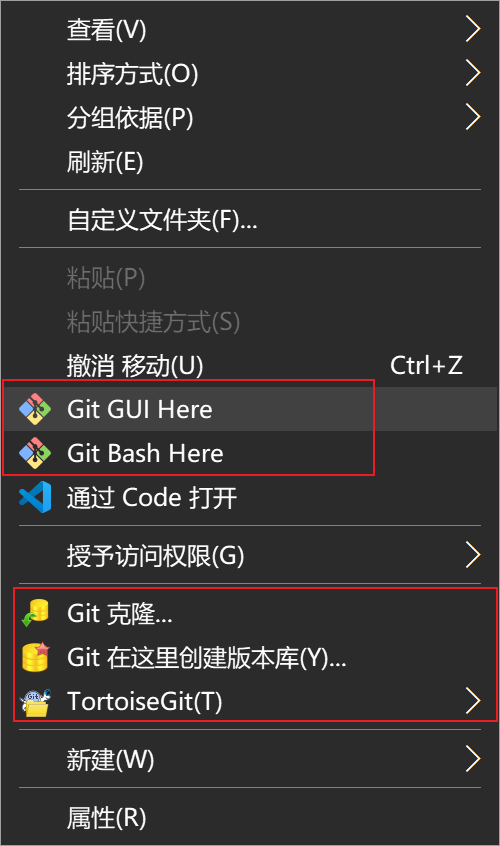 查看(V)
排序方式(O)
分组依据(P)
刷新(E)
自定义文件夹(F)...
粘贴(P)
粘贴快捷方式(S)
撤消 移动(U) Ctrl+Z
Git GUI Here
Git Bash Here
通过 Code 打开
授予访问权限(G)
Git 克隆...
Git 在这里创建版本库(Y)...
TortoiseGit(T)
新建(W)
属性(R)